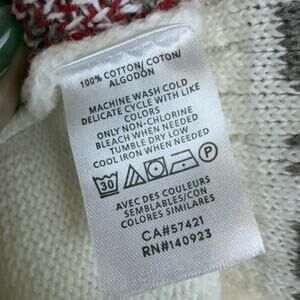 100% COTTON/ COTON/
ALGODÓN
MACHINE WASH COLD
DELICATE CYCLE WITH LIKE
COLORS
ONLY NON-CHLORINE
BLEACH WHEN NEEDED
TUMBLE DRY LOW
COOL IRON WHEN NEEDED
30 P
AVEC DES COULEURS
SEMBLABLES/CON
COLORES SIMILARES
CA#57421
RN#140923